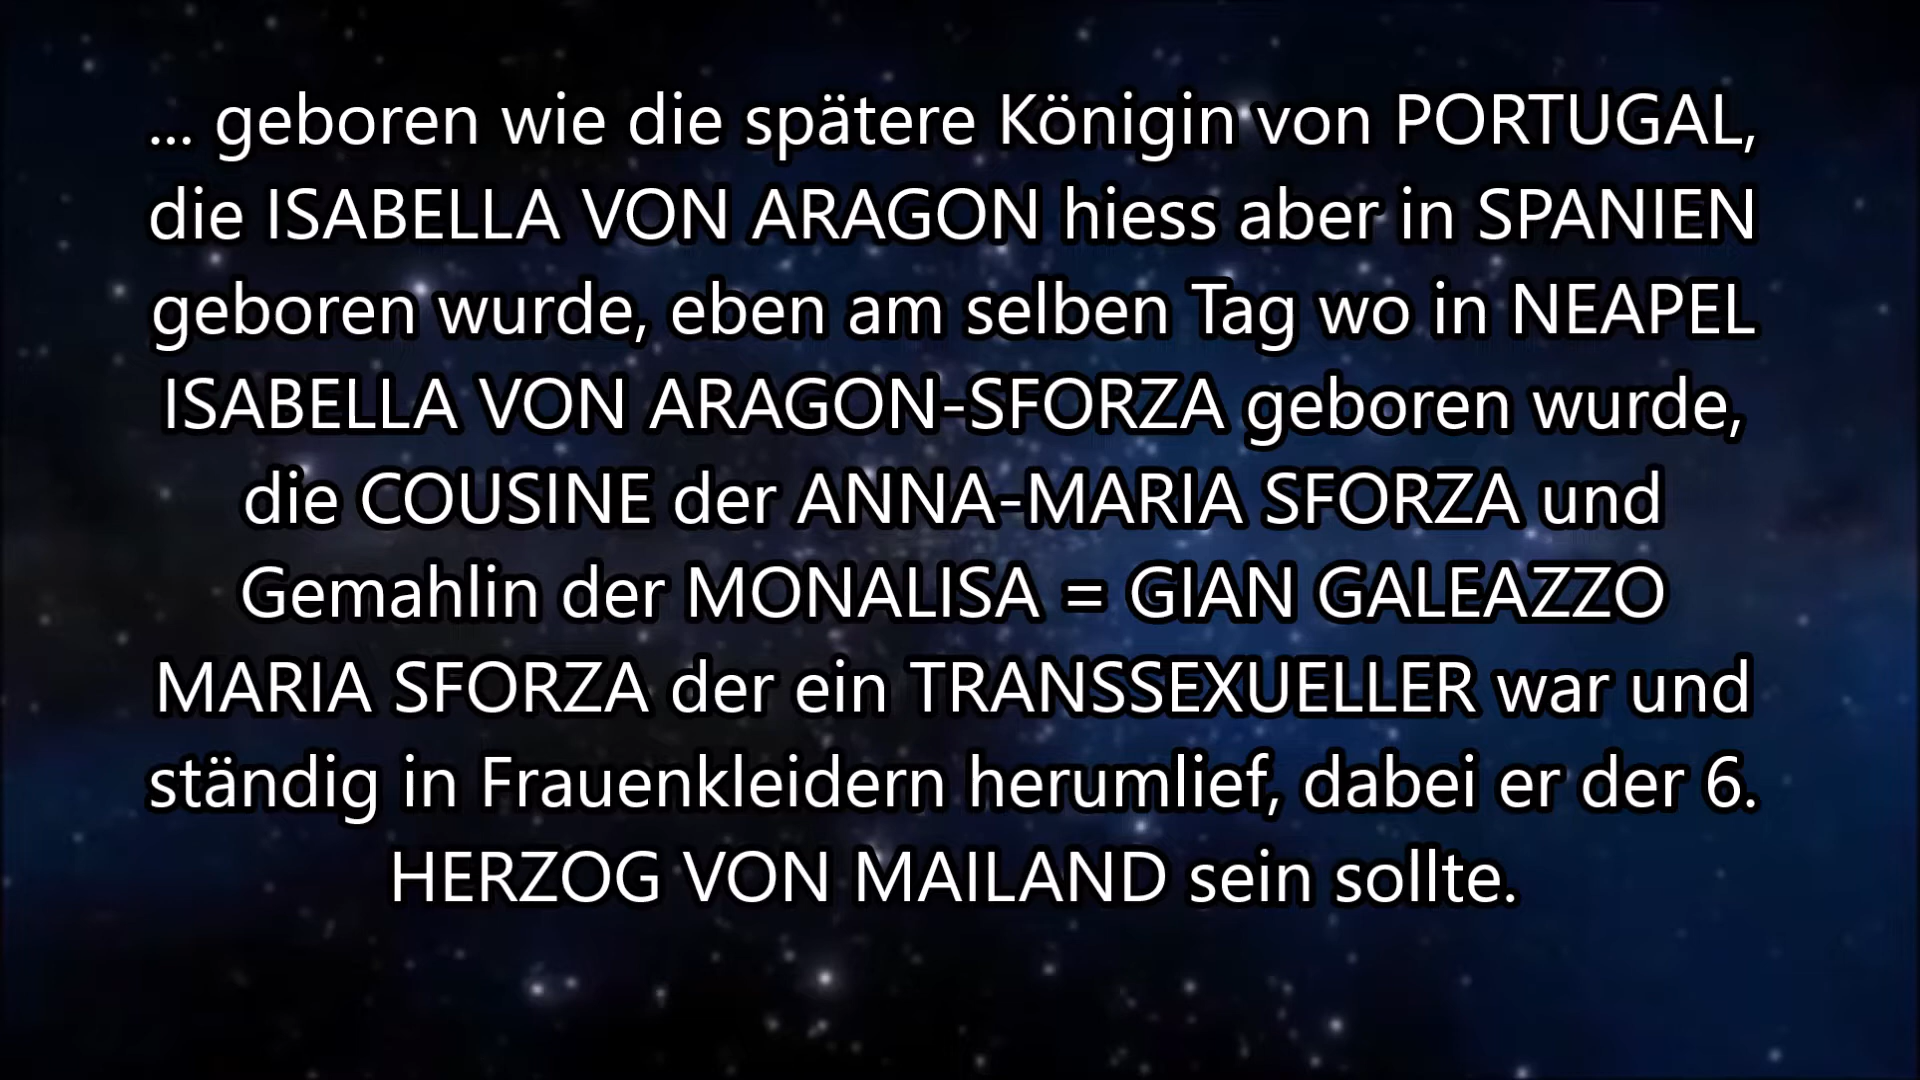 ... geboren wie die spätere Königin von PORTUGAL,
die ISABELLA VON ARAGON hiess aber in SPANIEN
geboren wurde, eben am selben Tag wo in NEAPEL
ISABELLA VON ARAGON-SFORZA geboren wurde,
die COUSINE der ANNA-MARIA SFORZA und
Gemahlin der MONALISA = GIAN GALEAZZO
MARIA SFORZA der ein TRANSSEXUELLER war und
ständig in Frauenkleidern herumlief, dabei er der 6.
HERZOG VON MAILAND sein sollte.